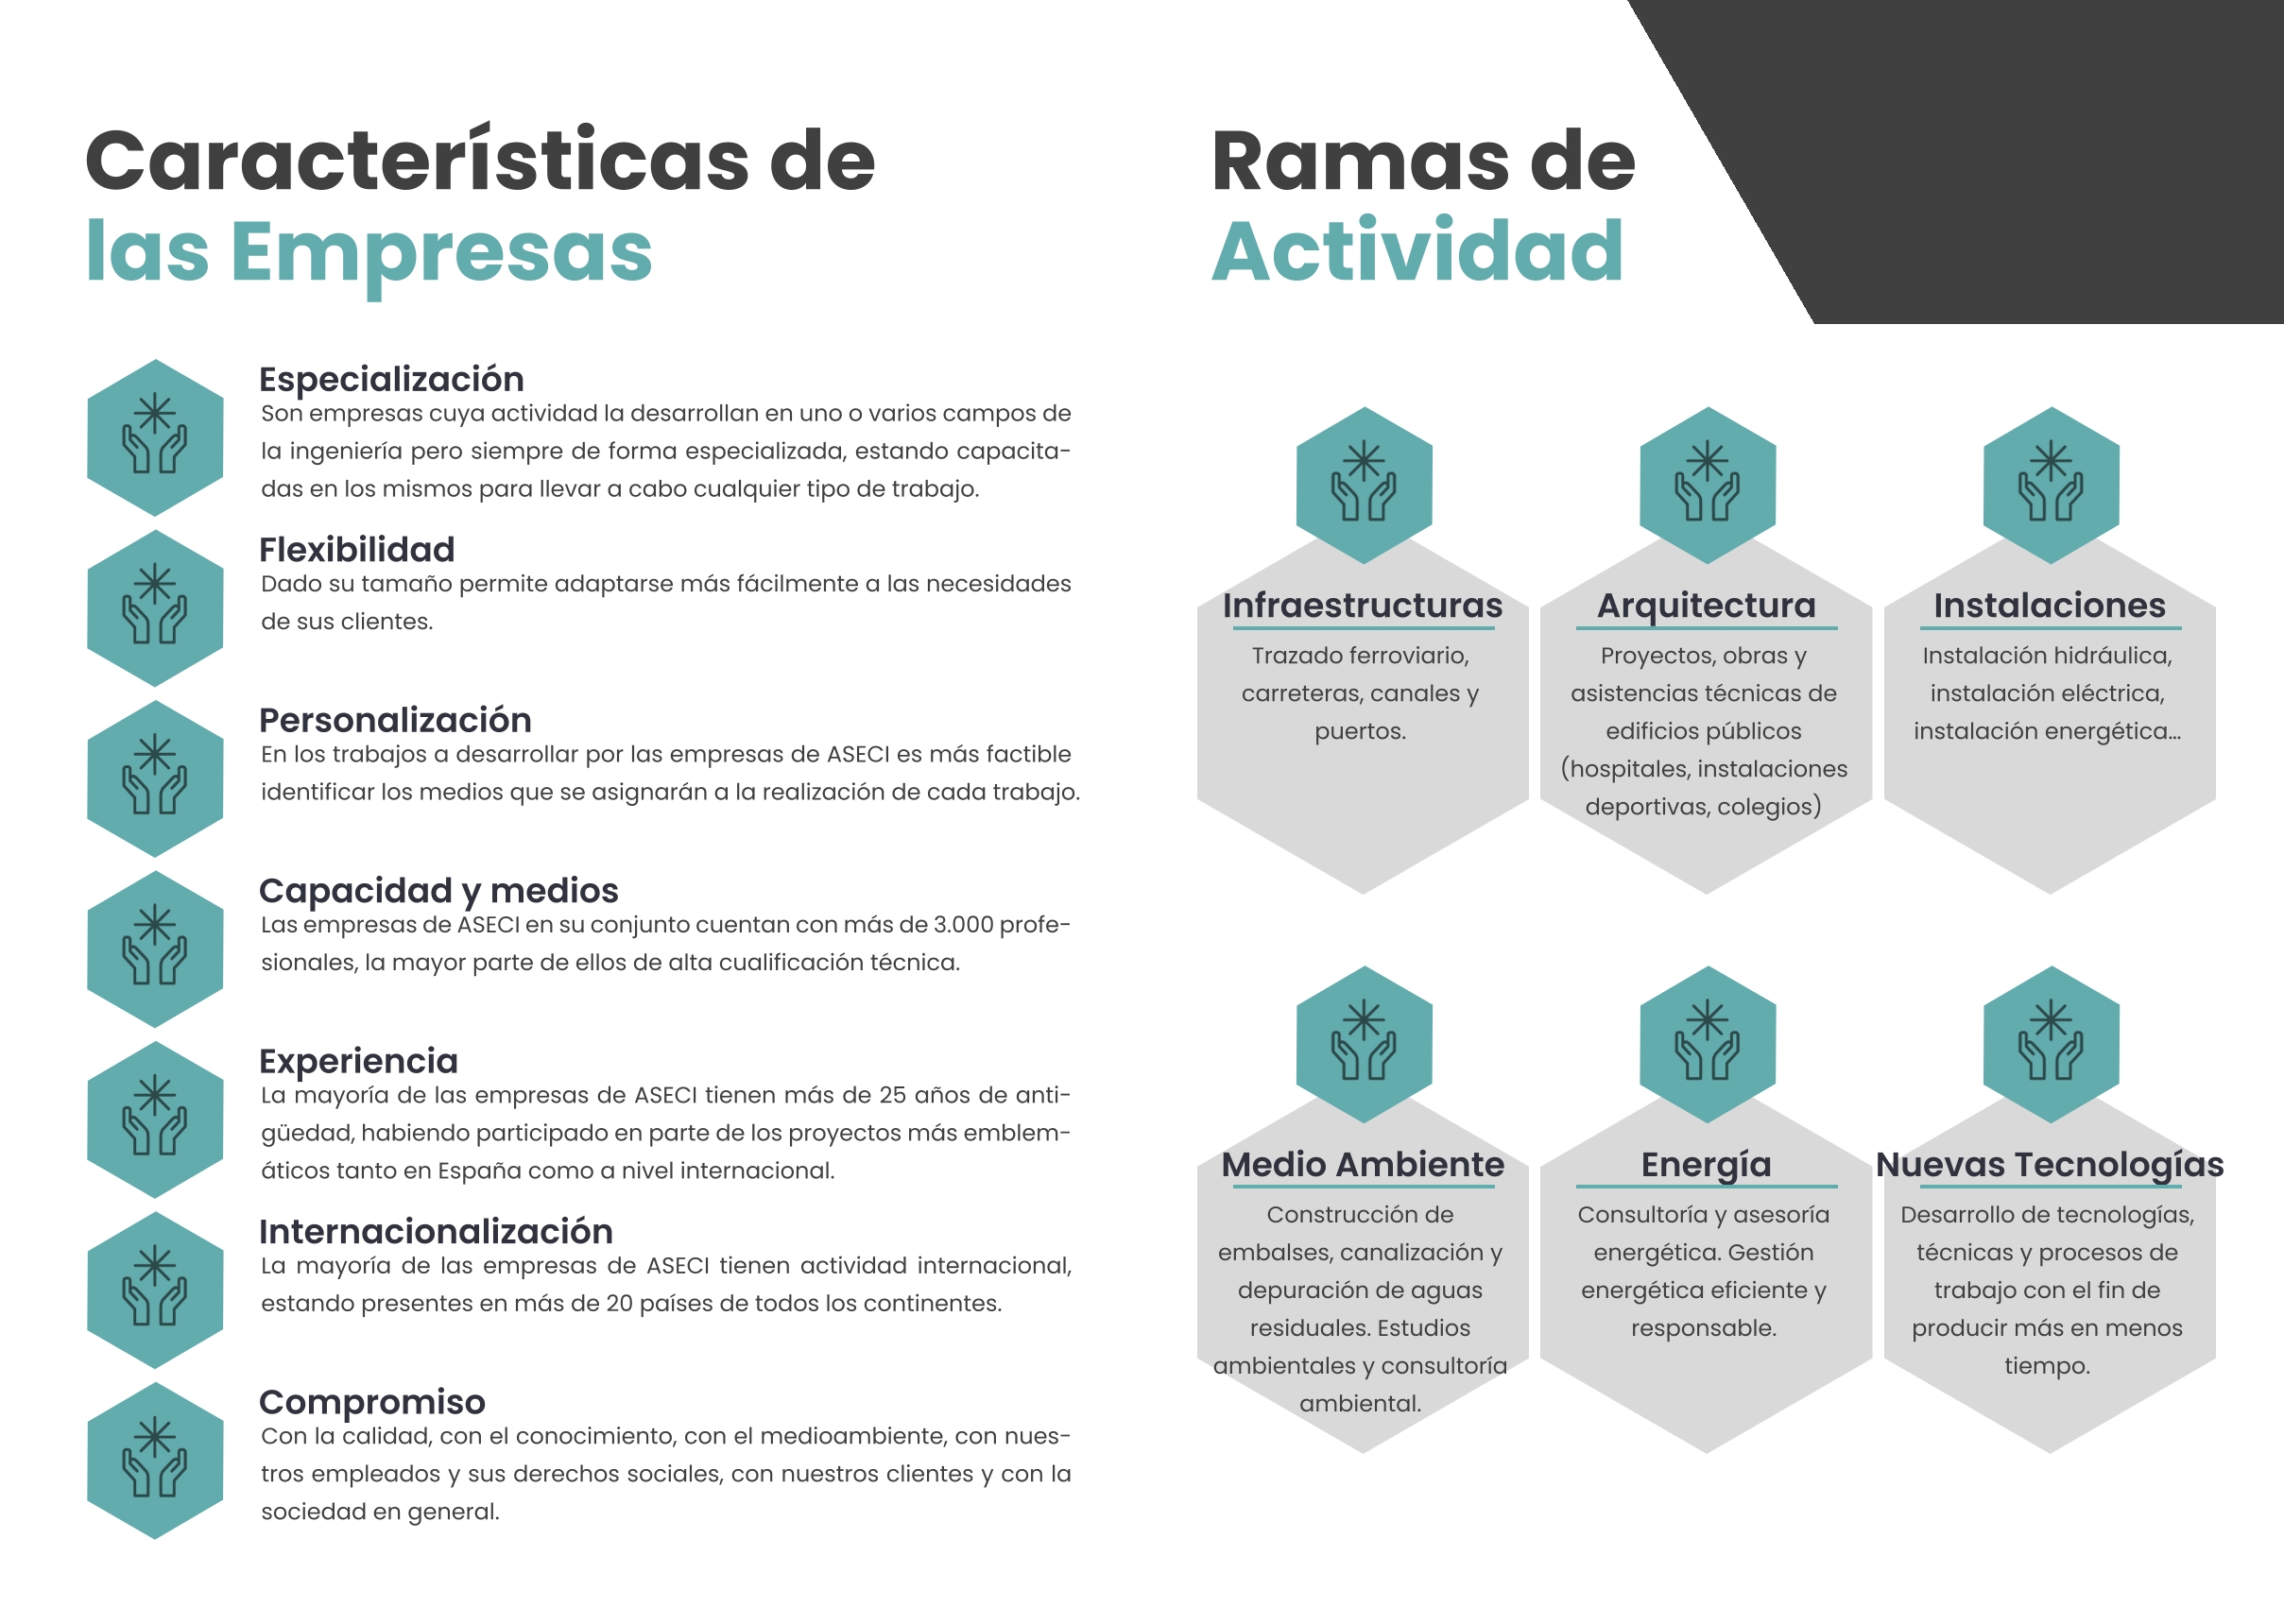 Características de
las Empresas
Especialización
Son empresas cuya actividad la desarrollan en uno o varios campos de
la ingeniería pero siempre de forma especializada, estando capacita-
das en los mismos para llevar a cabo cualquier tipo de trabajo.
Flexibilidad
Dado su tamaño permite adaptarse más fácilmente a las necesidades
de sus clientes.
Personalización
En los trabajos a desarrollar por las empresas de ASECI es más factible
identificar los medios que se asignarán a la realización de cada trabajo.
Capacidad y medios
Las empresas de ASECI en su conjunto cuentan con más de 3.000 profe-
sionales, la mayor parte de ellos de alta cualificación técnica.
Experiencia
La mayoría de las empresas de ASECI tienen más de 25 años de anti-
güedad, habiendo participado en parte de los proyectos más emblem-
áticos tanto en España como a nivel internacional.
Internacionalización
La mayoría de las empresas de ASECI tienen actividad internacional,
estando presentes en más de 20 países de todos los continentes.
Compromiso
Con la calidad, con el conocimiento, con el medioambiente, con nues-
tros empleados y sus derechos sociales, con nuestros clientes y con la
sociedad en general.
Ramas de
Actividad
Infraestructuras
Trazado ferroviario,
carreteras, canales y
puertos.
Arquitectura
Proyectos, obras y
asistencias técnicas de
edificios públicos
(hospitales, instalaciones
deportivas, colegios)
Instalaciones
Instalación hidráulica,
instalación eléctrica,
instalación energética...
Medio Ambiente
Construcción de
embalses, canalización y
depuración de aguas
residuales. Estudios
ambientales y consultoría
ambiental.
Energía
Consultoría y asesoría
energética. Gestión
energética eficiente y
responsable.
Nuevas Tecnologías
Desarrollo de tecnologías,
técnicas y procesos de
trabajo con el fin de
producir más en menos
tiempo.